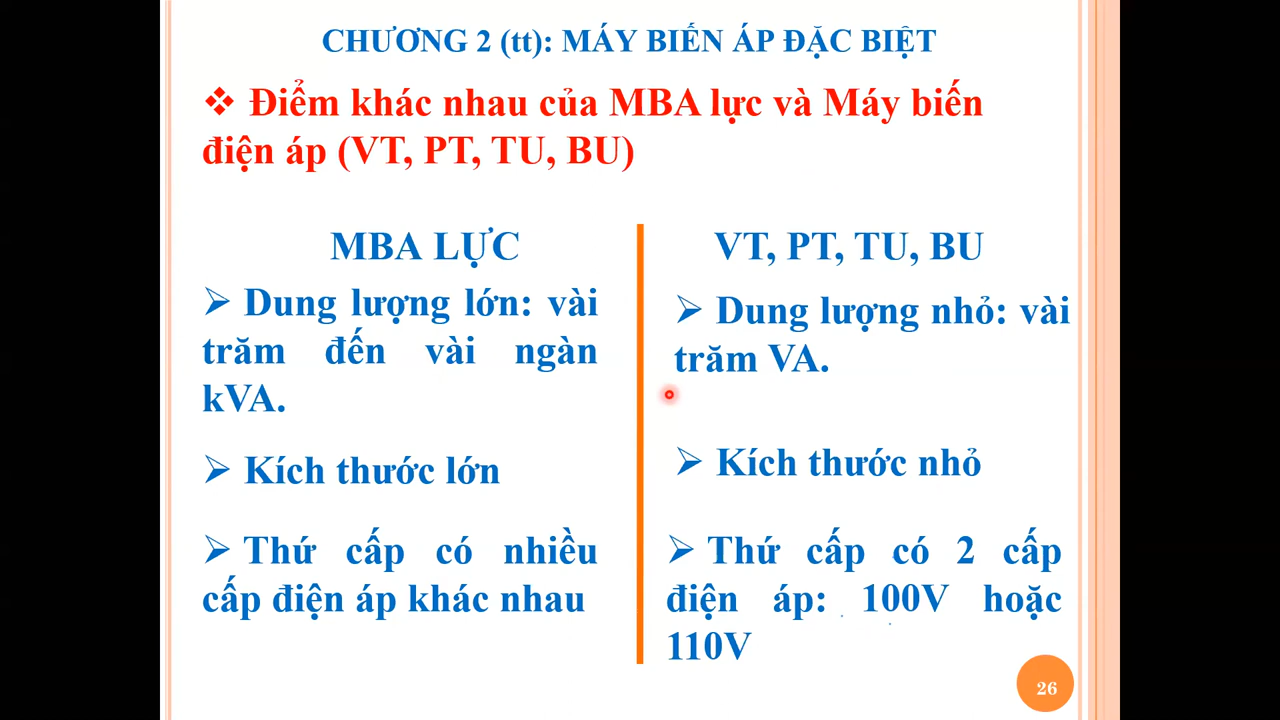 CHƯƠNG 2 (tt): MÁY BIẾN ÁP ĐẶC BIỆT
❖ Điểm khác nhau của MBA lực và Máy biến
điện áp (VT, PT, TU, BU)
MBA LỰC
➢ Dung lượng lớn: vài
trăm đến vài ngàn
kVA.
➢ Kích thước lớn
➢ Thứ cấp có nhiều
cấp điện áp khác nhau
VT, PT, TU, BU
➢ Dung lượng nhỏ: vài
trăm VA.
➢ Kích thước nhỏ
➢ Thứ cấp có 2 cấp
điện áp: 100V hoặc
110V
26